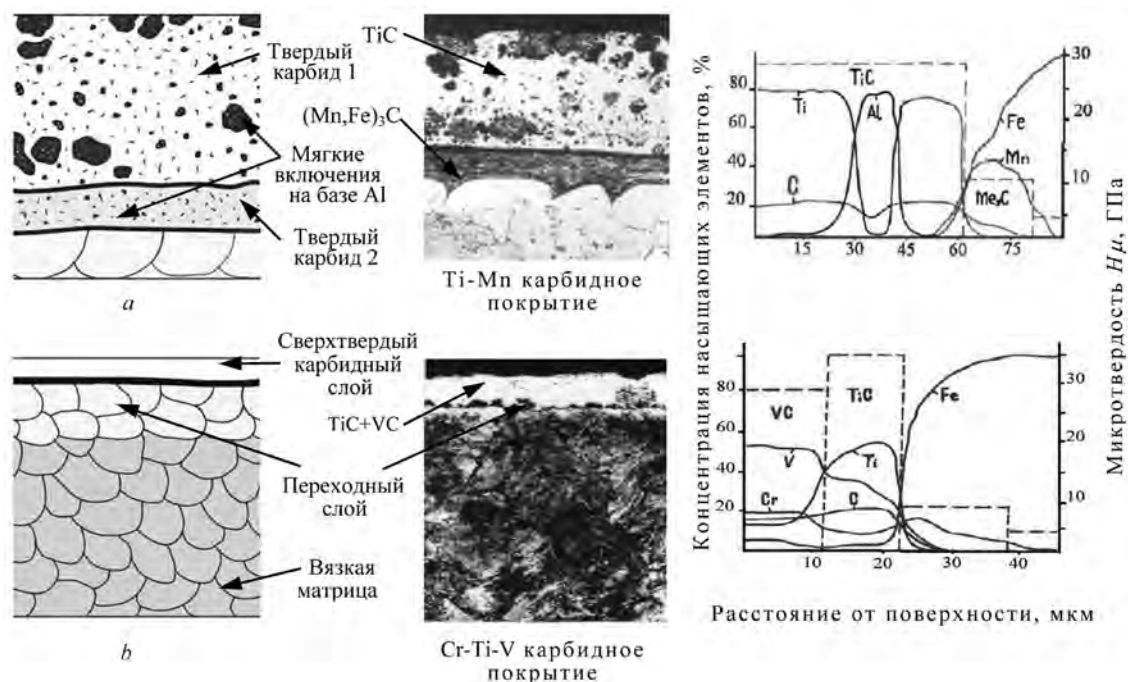 Твердый
карбид 1
Мягкие
включения
на базе Al
Твердый
карбид 2
a
TiC
(Mn,Fe)₃C
Ti-Mn карбидное
покрытие
Концентрация насыщающих элементов, %
80
60
40
20
15
30
45
60
75
30
20
10
TiC
Ti
Al
C
Fe
Mn
Me₃C
Микротвердость Hμ, ГПа
Сверхтвердый
карбидный
слой
TiC+VC
Переходный
слой
Вязкая
матрица
b
Cr-Ti-V карбидное
покрытие
80
60
40
20
10
20
30
40
30
20
10
VC
TiC
Fe
V
Ti
Cr
C
Расстояние от поверхности, мкм